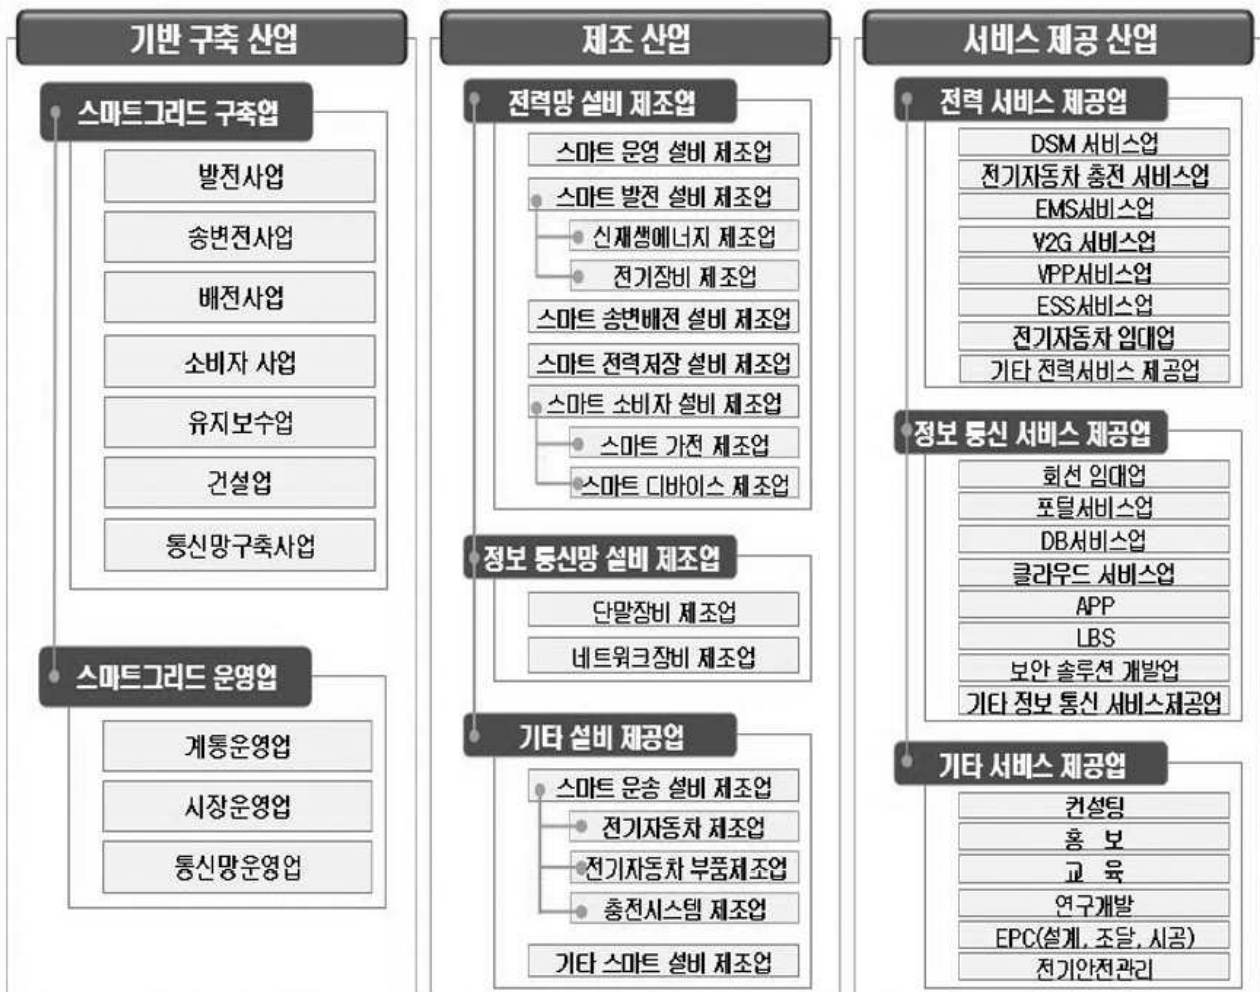 기반 구축 산업
스마트그리드 구축업
발전사업
송변전사업
배전사업
소비자 사업
유지보수업
건설업
통신망구축사업
스마트그리드 운영업
계통운영업
시장운영업
통신망운영업
제조 산업
전력망 설비 제조업
스마트 운영 설비 제조업
스마트 발전 설비 제조업
신재생에너지 제조업
전기장비 제조업
스마트 송변배전 설비 제조업
스마트 전력저장 설비 제조업
스마트 소비자 설비 제조업
스마트 가전 제조업
스마트 디바이스 제조업
정보 통신망 설비 제조업
단말장비 제조업
네트워크장비 제조업
기타 설비 제공업
스마트 운송 설비 제조업
전기자동차 제조업
전기자동차 부품제조업
충전시스템 제조업
기타 스마트 설비 제조업
서비스 제공 산업
전력 서비스 제공업
DSM 서비스업
전기자동차 충전 서비스업
EMS서비스업
V2G 서비스업
VPP서비스업
ESS서비스업
전기자동차 임대업
기타 전력서비스 제공업
정보 통신 서비스 제공업
회선 임대업
포털서비스업
DB서비스업
클라우드 서비스업
APP
LBS
보안 솔루션 개발업
기타 정보 통신 서비스제공업
기타 서비스 제공업
컨설팅
홍 보
교 육
연구개발
EPC(설계, 조달, 시공)
전기안전관리